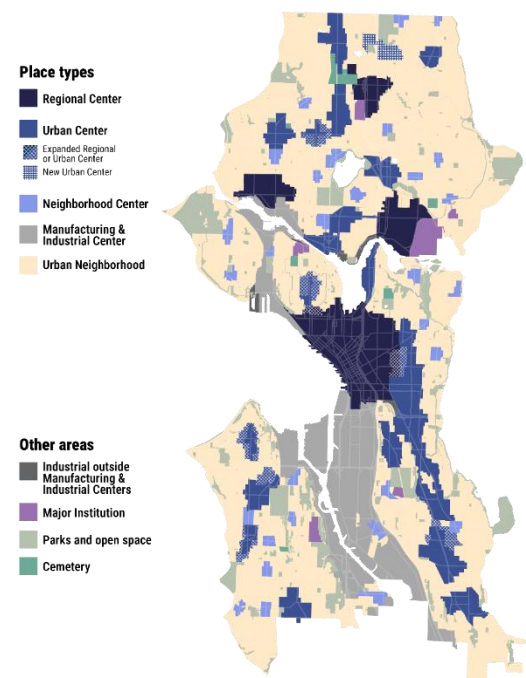 Place types
Regional Center
Urban Center
Expanded Regional
or Urban Center
New Urban Center
Neighborhood Center
Manufacturing &
Industrial Center
Urban Neighborhood
Other areas
Industrial outside
Manufacturing &
Industrial Centers
Major Institution
Parks and open space
Cemetery